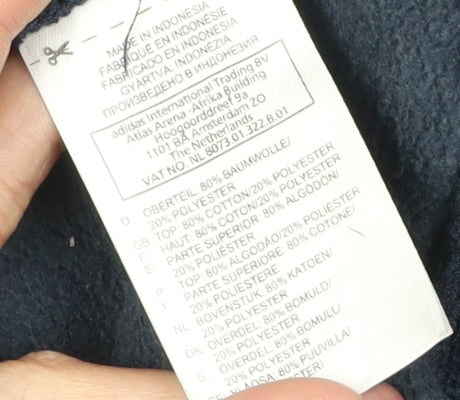 MADE IN INDONESIA
FABRIQUE EN INDONÉSIE
FABRICADO EN INDONESIA
GYÁRTVA: INDONÉZIA
ПРОИЗВЕДЕНО В ИНДОНЕЗИЯ
adidas International Trading BV
Atlas Arena - Afrika Building
Hoogoorddreef 9a
1101 BA Amsterdam ZO
The Netherlands
VAT NO. NL 8073.01.322.B.01
D OBERTEIL: 80% BAUMWOLLE/
20% POLYESTER
GB TOP: 80% COTTON/20% POLYESTER
F HAUT: 80% COTON/20% POLYESTER
E PARTE SUPERIOR: 80% ALGODÓN/
20% POLIÉSTER
P TOP: 80% ALGODÃO/20% POLIÉSTER
I PARTE SUPERIORE: 80% COTONE/
20% POLIESTERE
NL BOVENSTUK: 80% KATOEN/
20% POLYESTER
DK OVERDEL: 80% BOMULD/
20% POLYESTER
S OVERDEL: 80% BOMULL/
20% POLYESTER
80% PUUVILLA/